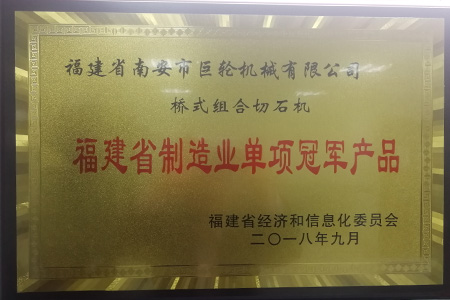 福建省南安市巨轮机械有限公司
桥式组合切石机
福建省制造业单项冠军产品
福建省经济和信息化委员会
二〇一八年九月